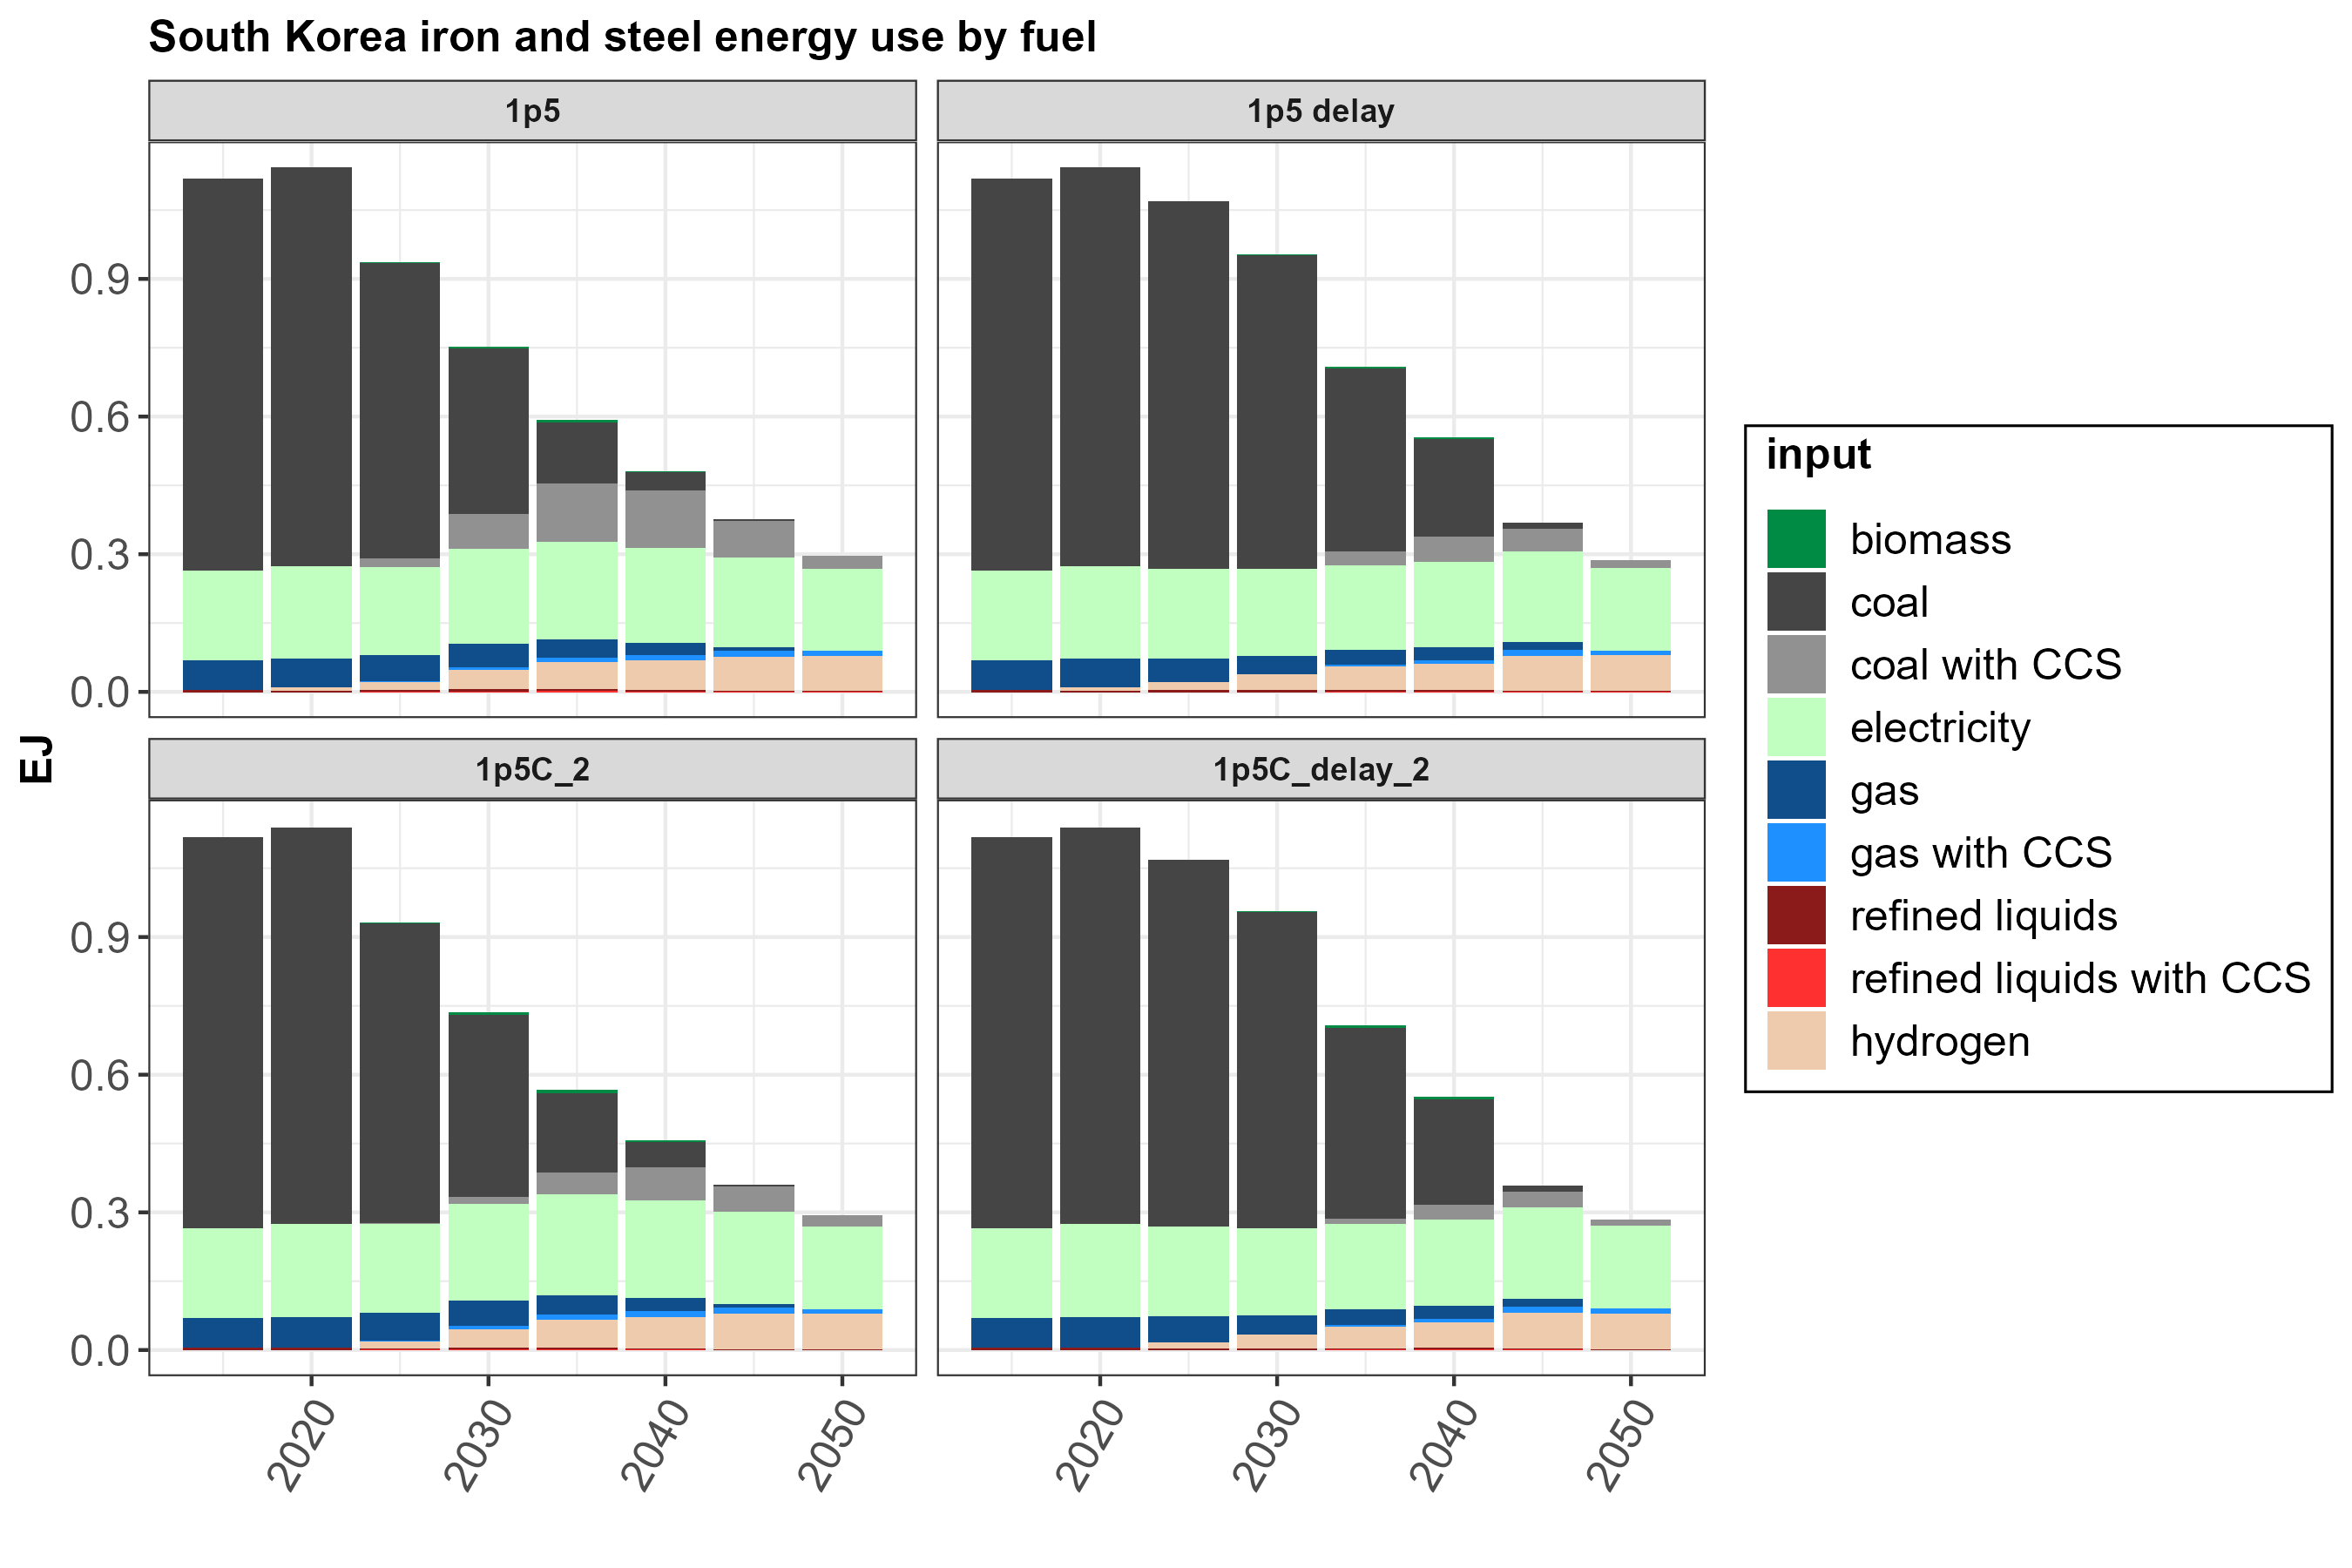 South Korea iron and steel energy use by fuel
1p5
1p5 delay
0.9
0.6
0.3
0.0
EJ
1p5C_2
1p5C_delay_2
0.9
0.6
0.3
0.0
2020
2030
2040
2050
2020
2030
2040
2050
input
biomass
coal
coal with CCS
electricity
gas
gas with CCS
refined liquids
refined liquids with CCS
hydrogen